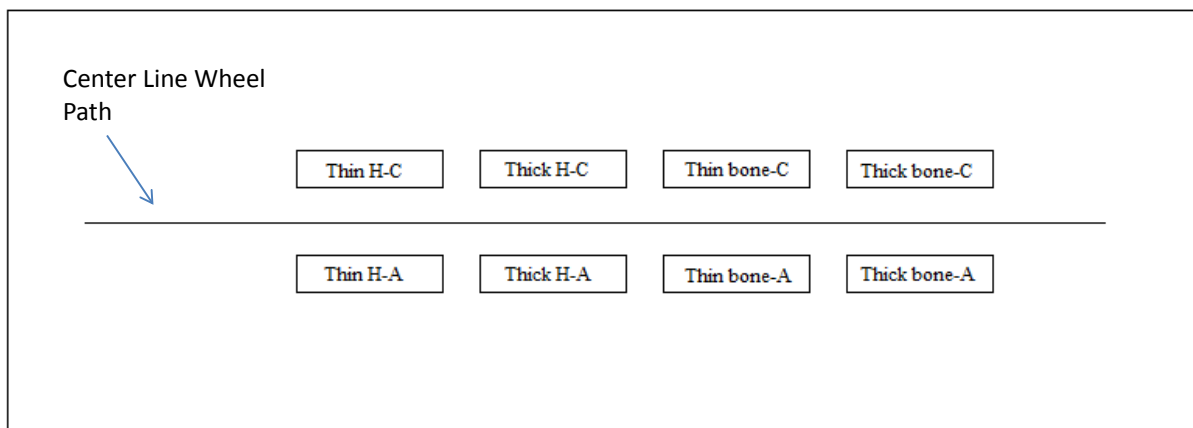 Center Line Wheel
Path
Thin H-C
Thick H-C
Thin bone-C
Thick bone-C
Thin H-A
Thick H-A
Thin bone-A
Thick bone-A